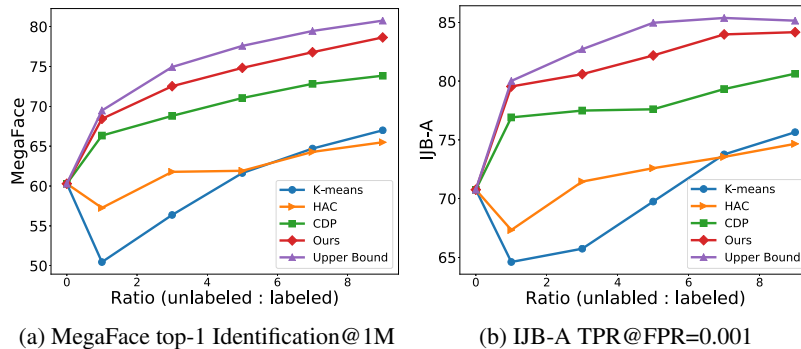 80
75
70
65
60
55
50
MegaFace
0
2
4
6
8
Ratio (unlabeled : labeled)
K-means
HAC
CDP
Ours
Upper Bound
(a) MegaFace top-1 Identification@1M
85
80
75
70
65
IJB-A
0
2
4
6
8
Ratio (unlabeled : labeled)
K-means
HAC
CDP
Ours
Upper Bound
(b) IJB-A TPR@FPR=0.001